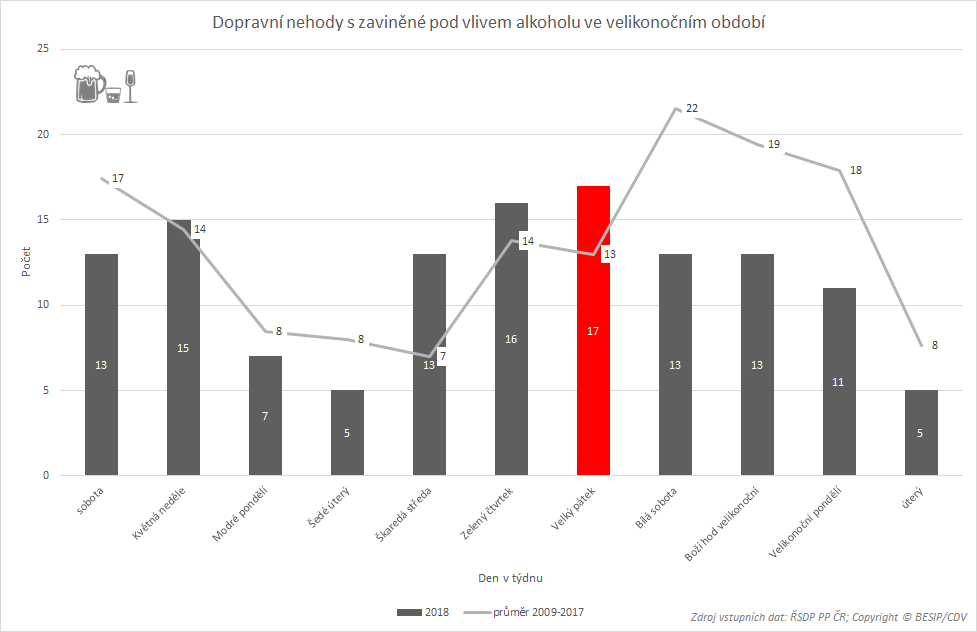 Dopravní nehody s zaviněné pod vlivem alkoholu ve velikonočním období
25
20
15
10
5
0
Počet
17
14
8
8
7
14
13
22
19
18
8
13
15
7
5
13
16
17
13
13
11
5
sobota
Květná neděle
Modré pondělí
Šedé úterý
Škaredá středa
Zelený čtvrtek
Velký pátek
Bílá sobota
Boží hod velikonoční
Velikonoční pondělí
úterý
Den v týdnu
2018
průměr 2009-2017
Zdroj vstupních dat: ŘSDP PP ČR; Copyright © BESIP/CDV